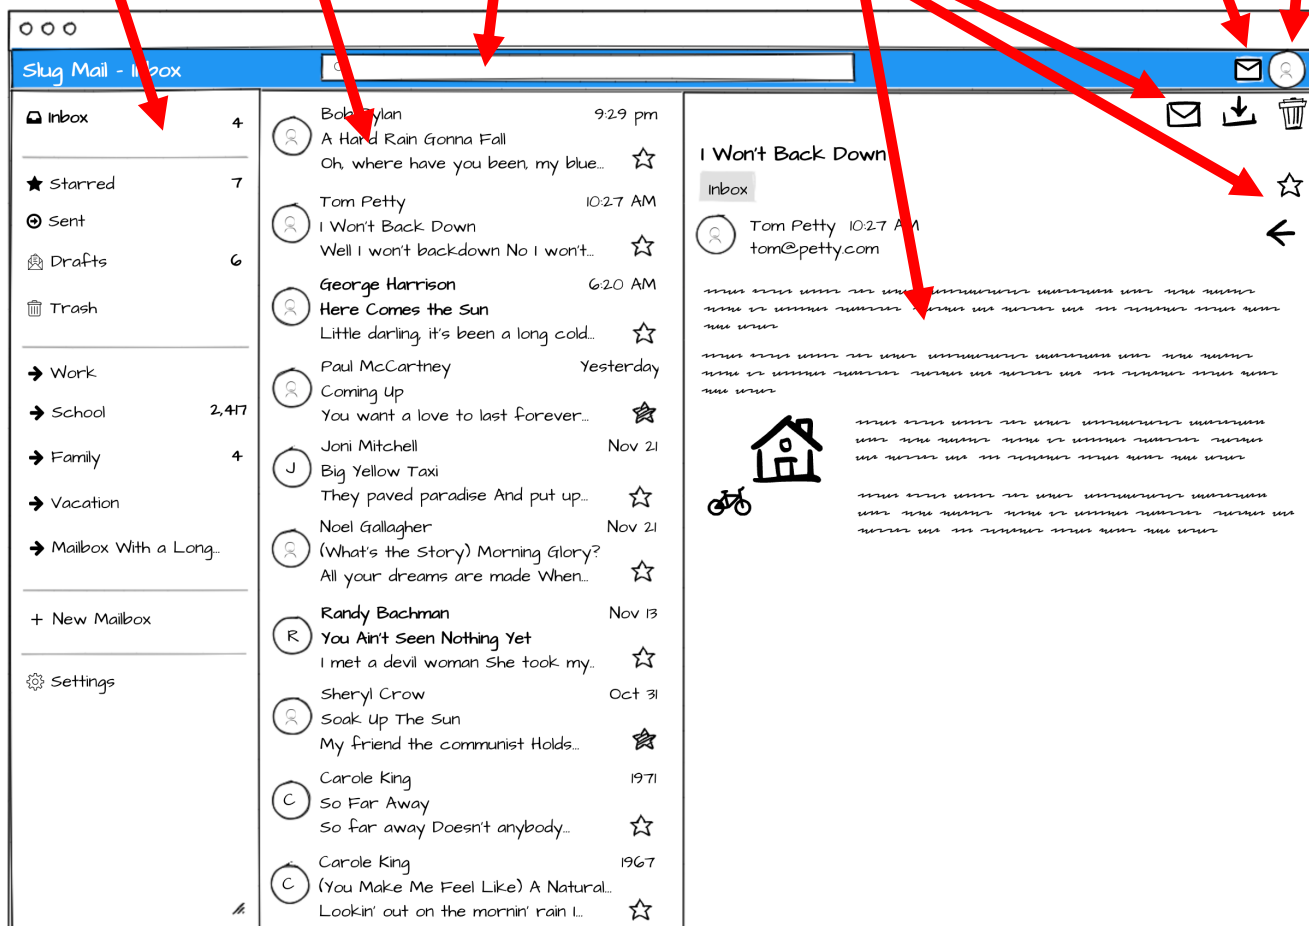 Slug Mail - Inbox
Inbox 4
Starred 7
Sent
Drafts 6
Trash
Work
School 2,417
Family 4
Vacation
Mailbox With a Long...
+ New Mailbox
Settings
Bob Dylan 9:29 pm
A Hard Rain Gonna Fall
Oh, where have you been, my blue...
Tom Petty 10:27 AM
I Won't Back Down
Well I won't backdown No I won't...
George Harrison 6:20 AM
Here Comes the Sun
Little darling, it's been a long cold...
Paul McCartney Yesterday
Coming Up
You want a love to last forever...
J
Joni Mitchell Nov 21
Big Yellow Taxi
They paved paradise And put up...
Noel Gallagher Nov 21
(What's the Story) Morning Glory?
All your dreams are made When...
R
Randy Bachman Nov 13
You Ain't Seen Nothing Yet
I met a devil woman She took my..
Sheryl Crow Oct 31
Soak Up The Sun
My friend the communist Holds...
C
Carole King 1971
So Far Away
So far away Doesn't anybody...
C
Carole King 1967
(You Make Me Feel Like) A Natural...
Lookin' out on the mornin' rain I...
I Won't Back Down
Inbox
Tom Petty 10:27 AM
tom@petty.com